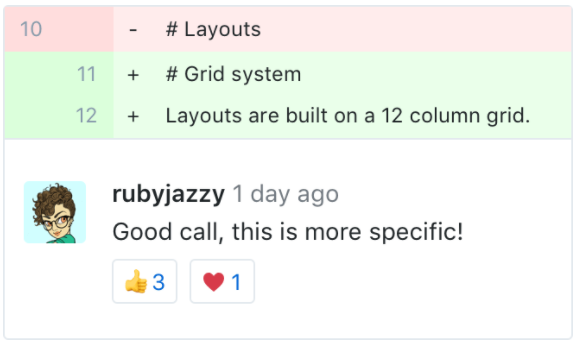 10 - # Layouts
11 + # Grid system
12 + Layouts are built on a 12 column grid.
rubyjazzy 1 day ago
Good call, this is more specific!
👍 3 ❤️ 1